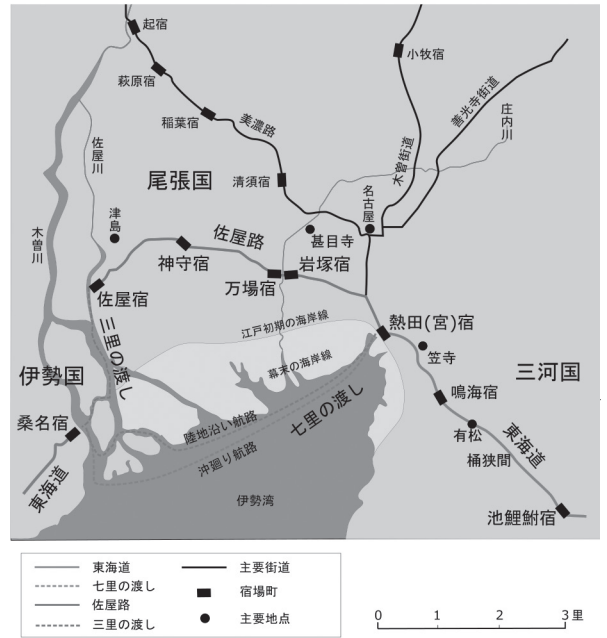 起宿
小牧宿
萩原宿
善光寺街道
庄内川
稲葉宿
美濃路
佐屋川
木曽街道
尾張国
清須宿
名古屋
津島
木曽川
佐屋路
甚目寺
神守宿
岩塚宿
万場宿
佐屋宿
江戸初期の海岸線
熱田(宮)宿
三里の渡し
笠寺
幕末の海岸線
伊勢国
三河国
七里の渡し
鳴海宿
桑名宿
陸地沿い航路
有松
東海道
沖廻り航路
桶狭間
東海道
伊勢湾
池鯉鮒宿
東海道
七里の渡し
佐屋路
三里の渡し
主要街道
宿場町
主要地点
0 1 2 3里